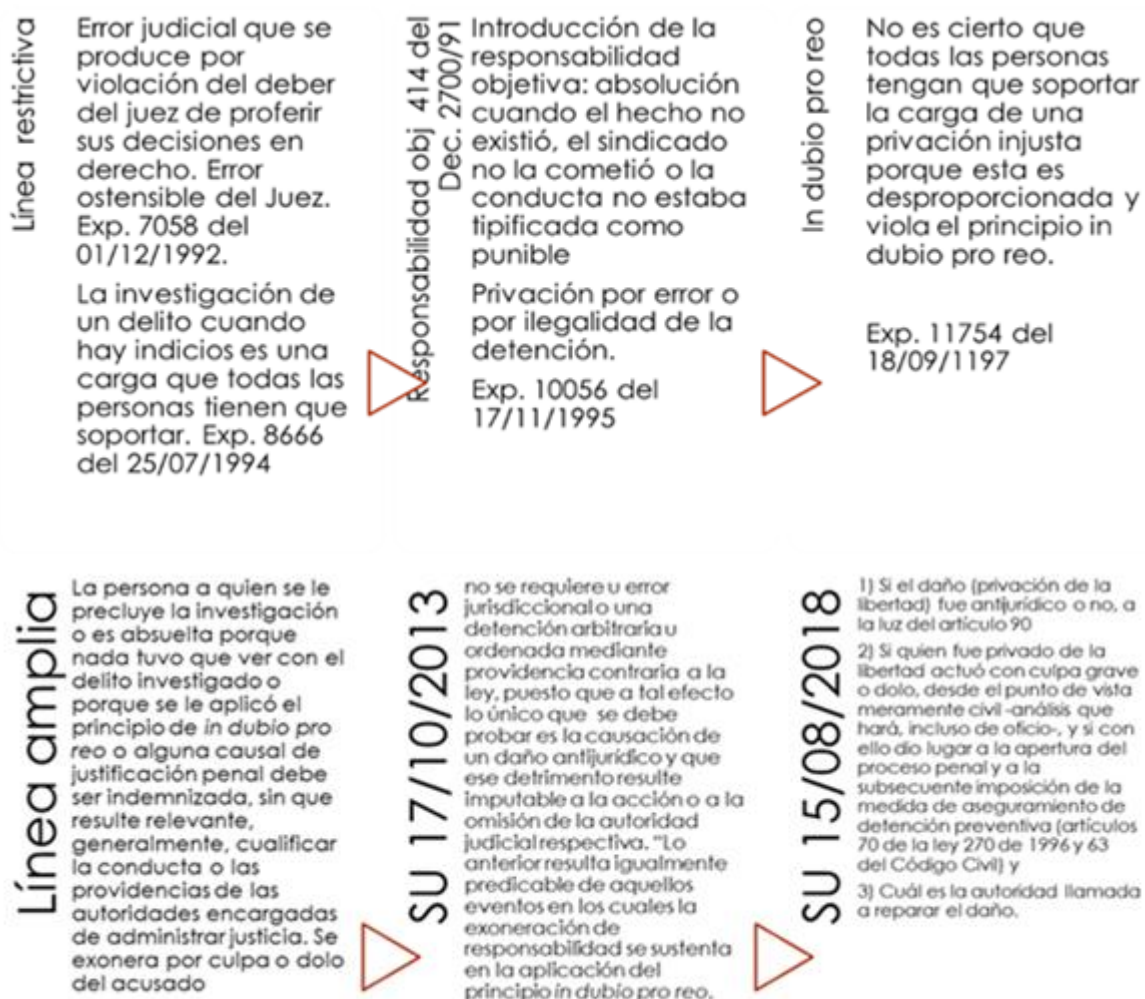 Línea restrictiva
Error judicial que se
produce por
violación del deber
del juez de proferir
sus decisiones en
derecho. Error
ostensible del Juez.
Exp. 7058 del
01/12/1992.
La investigación de
un delito cuando
hay indicios es una
carga que todas las
personas tienen que
soportar. Exp. 8666
del 25/07/1994
Responsabilidad obj 414 del
Dec. 2700/91
Introducción de la
responsabilidad
objetiva: absolución
cuando el hecho no
existió, el sindicado
no la cometió o la
conducta no estaba
tipificada como
punible
Privación por error o
por ilegalidad de la
detención.
Exp. 10056 del
17/11/1995
In dubio pro reo
No es cierto que
todas las personas
tengan que soportar
la carga de una
privación injusta
porque esta es
desproporcionada y
viola el principio in
dubio pro reo.
Exp. 11754 del
18/09/1197
Línea amplia
La persona a quien se le
precluye la investigación
o es absuelta porque
nada tuvo que ver con el
delito investigado o
porque se le aplicó el
principio de in dubio pro
reo o alguna causal de
justificación penal debe
ser indemnizada, sin que
resulte relevante,
generalmente, cualificar
la conducta o las
providencias de las
autoridades encargadas
de administrar justicia. Se
exonera por culpa o dolo
del acusado
SU 17/10/2013
no se requiere u error
jurisdiccional o una
detención arbitraria u
ordenada mediante
providencia contraria a la
ley, puesto que a tal efecto
lo único que se debe
probar es la causación de
un daño antijurídico y que
ese detrimento resulte
imputable a la acción o a la
omisión de la autoridad
judicial respectiva. “Lo
anterior resulta igualmente
predicable de aquellos
eventos en los cuales la
exoneración de
responsabilidad se sustenta
en la aplicación del
principio in dubio pro reo.
SU 15/08/2018
1) Si el daño (privación de la
libertad) fue antijurídico o no, a
la luz del artículo 90
2) Si quien fue privado de la
libertad actuó con culpa grave
o dolo, desde el punto de vista
meramente civil -análisis que
hará, incluso de oficio-, y si con
ello dio lugar a la apertura del
proceso penal y a la
subsecuente imposición de la
medida de aseguramiento de
detención preventiva (artículos
70 de la ley 270 de 1996 y 63
del Código Civil) y
3) Cuál es la autoridad llamada
a reparar el daño.